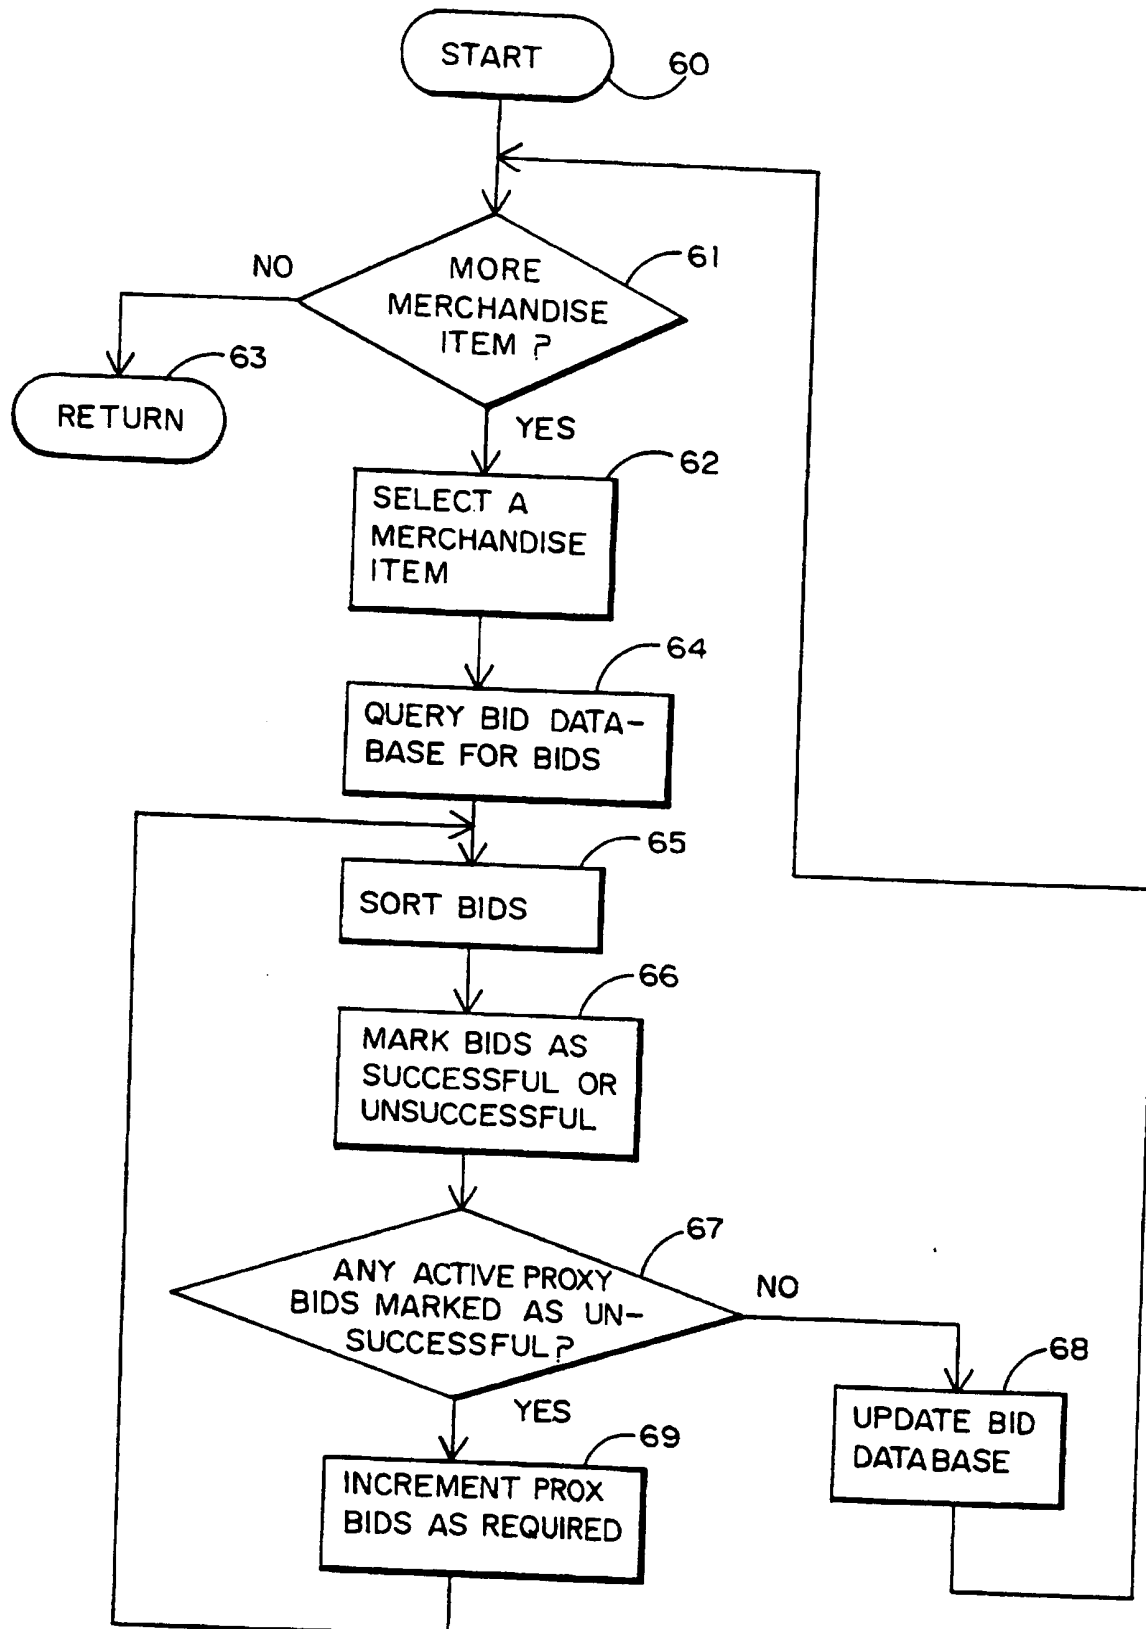 START
60
MORE
MERCHANDISE
ITEM ?
61
NO
RETURN
63
YES
SELECT A
MERCHANDISE
ITEM
62
QUERY BID DATA-
BASE FOR BIDS
64
SORT BIDS
65
MARK BIDS AS
SUCCESSFUL OR
UNSUCCESSFUL
66
ANY ACTIVE PROXY
BIDS MARKED AS UN-
SUCCESSFUL?
67
NO
UPDATE BID
DATABASE
68
YES
INCREMENT PROX
BIDS AS REQUIRED
69